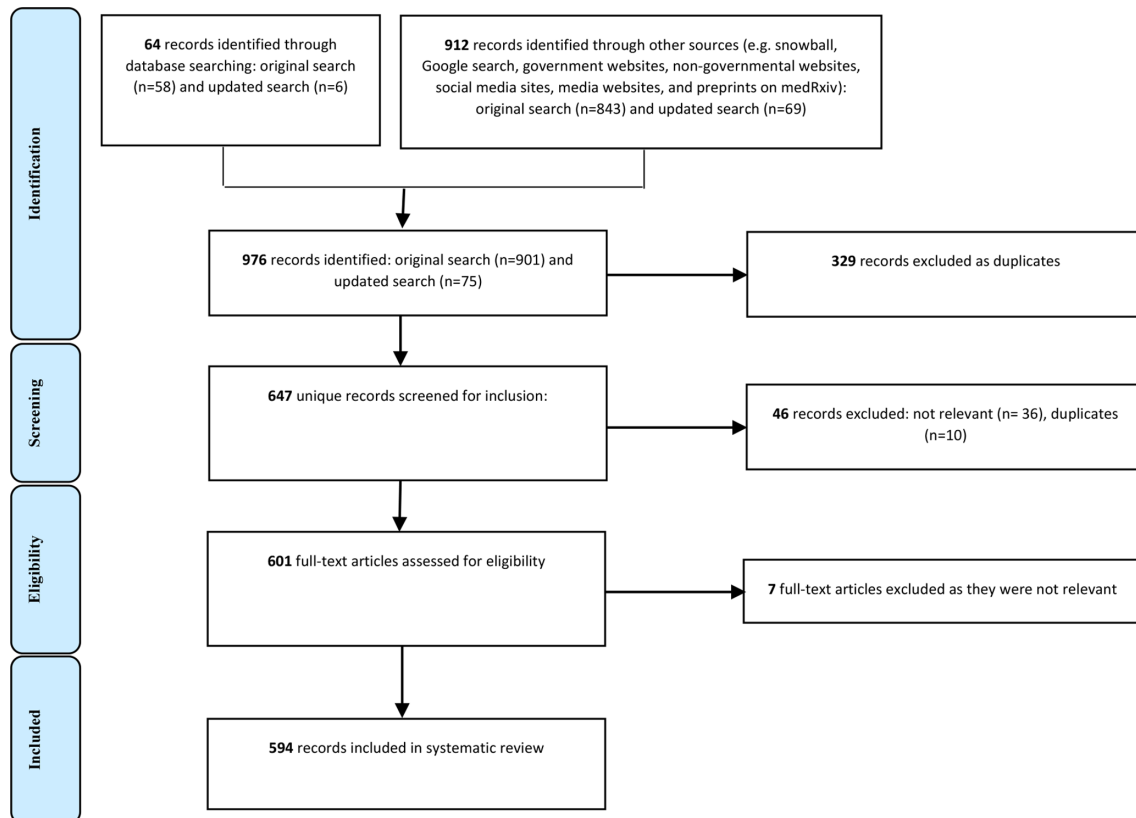 Identification
64 records identified through
database searching: original search
(n=58) and updated search (n=6)
912 records identified through other sources (e.g. snowball,
Google search, government websites, non-governmental websites,
social media sites, media websites, and preprints on medRxiv):
original search (n=843) and updated search (n=69)
976 records identified: original search (n=901) and
updated search (n=75)
329 records excluded as duplicates
Screening
647 unique records screened for inclusion:
46 records excluded: not relevant (n= 36), duplicates
(n=10)
Eligibility
601 full-text articles assessed for eligibility
7 full-text articles excluded as they were not relevant
Included
594 records included in systematic review